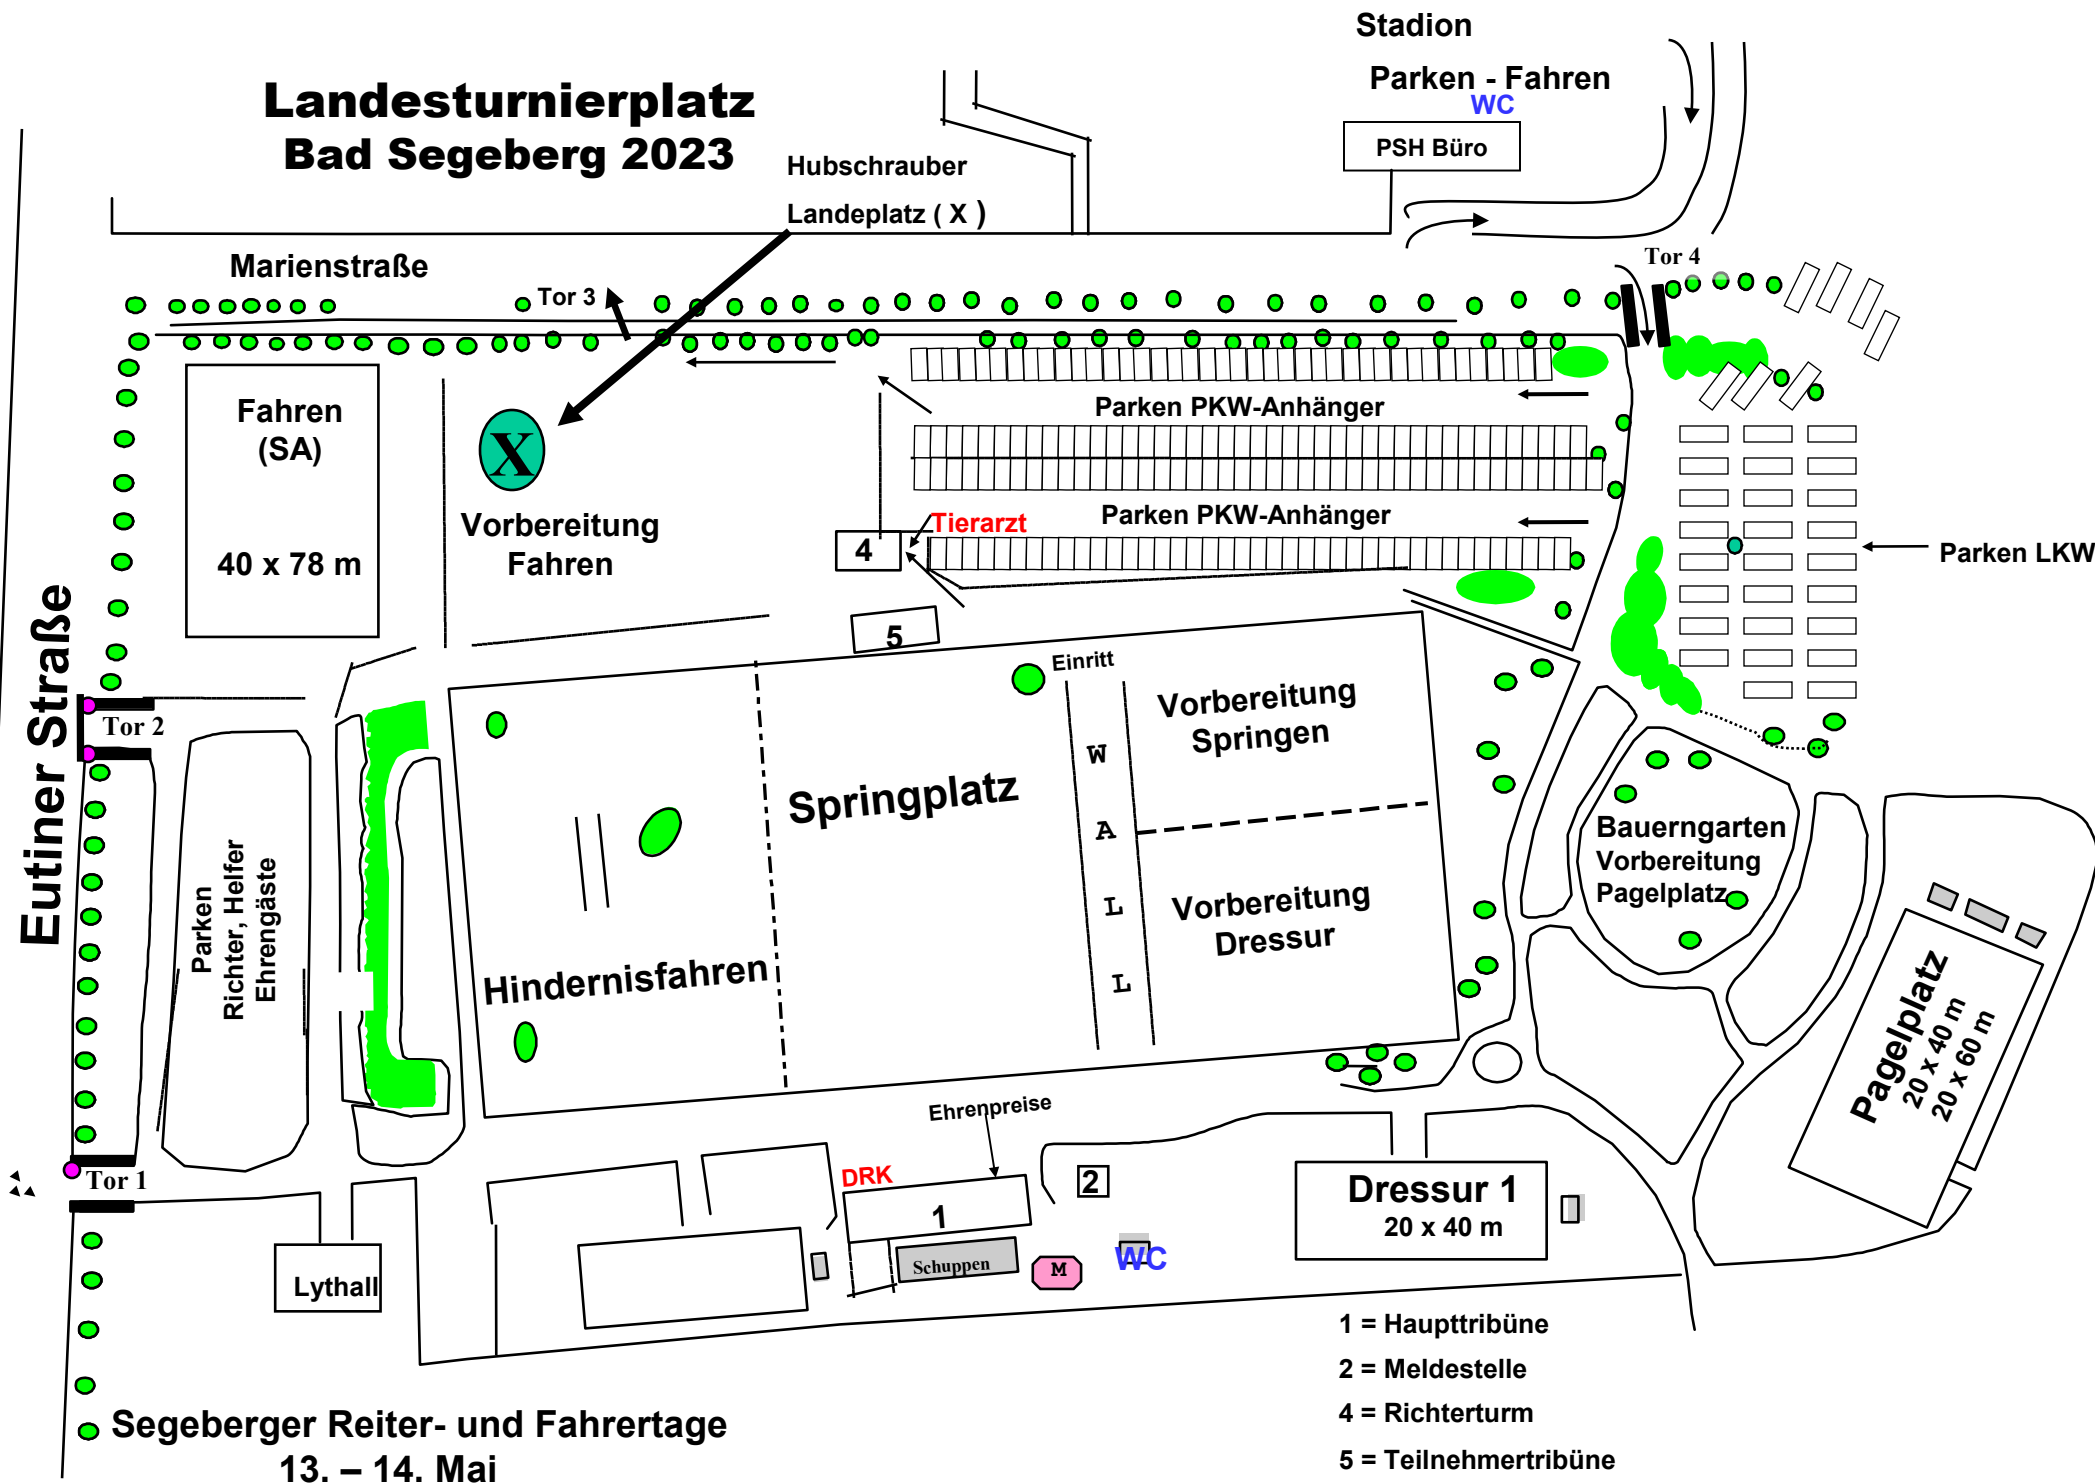 Landesturnierplatz
Bad Segeberg 2023
Stadion
Parken - Fahren
WC
PSH Büro
Hubschrauber
Landeplatz ( X )
Marienstraße
Tor 3
Tor 4
Fahren
(SA)
40 x 78 m
X
Vorbereitung
Fahren
Parken PKW-Anhänger
Tierarzt
Parken PKW-Anhänger
4
Parken LKW
5
Einritt
Eutiner Straße
Tor 2
Parken
Richter, Helfer
Ehrengäste
Springplatz
Hindernisfahren
W
A
L
L
Vorbereitung
Springen
Vorbereitung
Dressur
Bauerngarten
Vorbereitung
Pagelplatz
Pagelplatz
20 x 40 m
20 x 60 m
Tor 1
Ehrenpreise
DRK
1
2
Dressur 1
20 x 40 m
Lythall
Schuppen
M
WC
1 = Haupttribüne
2 = Meldestelle
4 = Richterturm
5 = Teilnehmertribüne
Segeberger Reiter- und Fahrertage
13. – 14. Mai